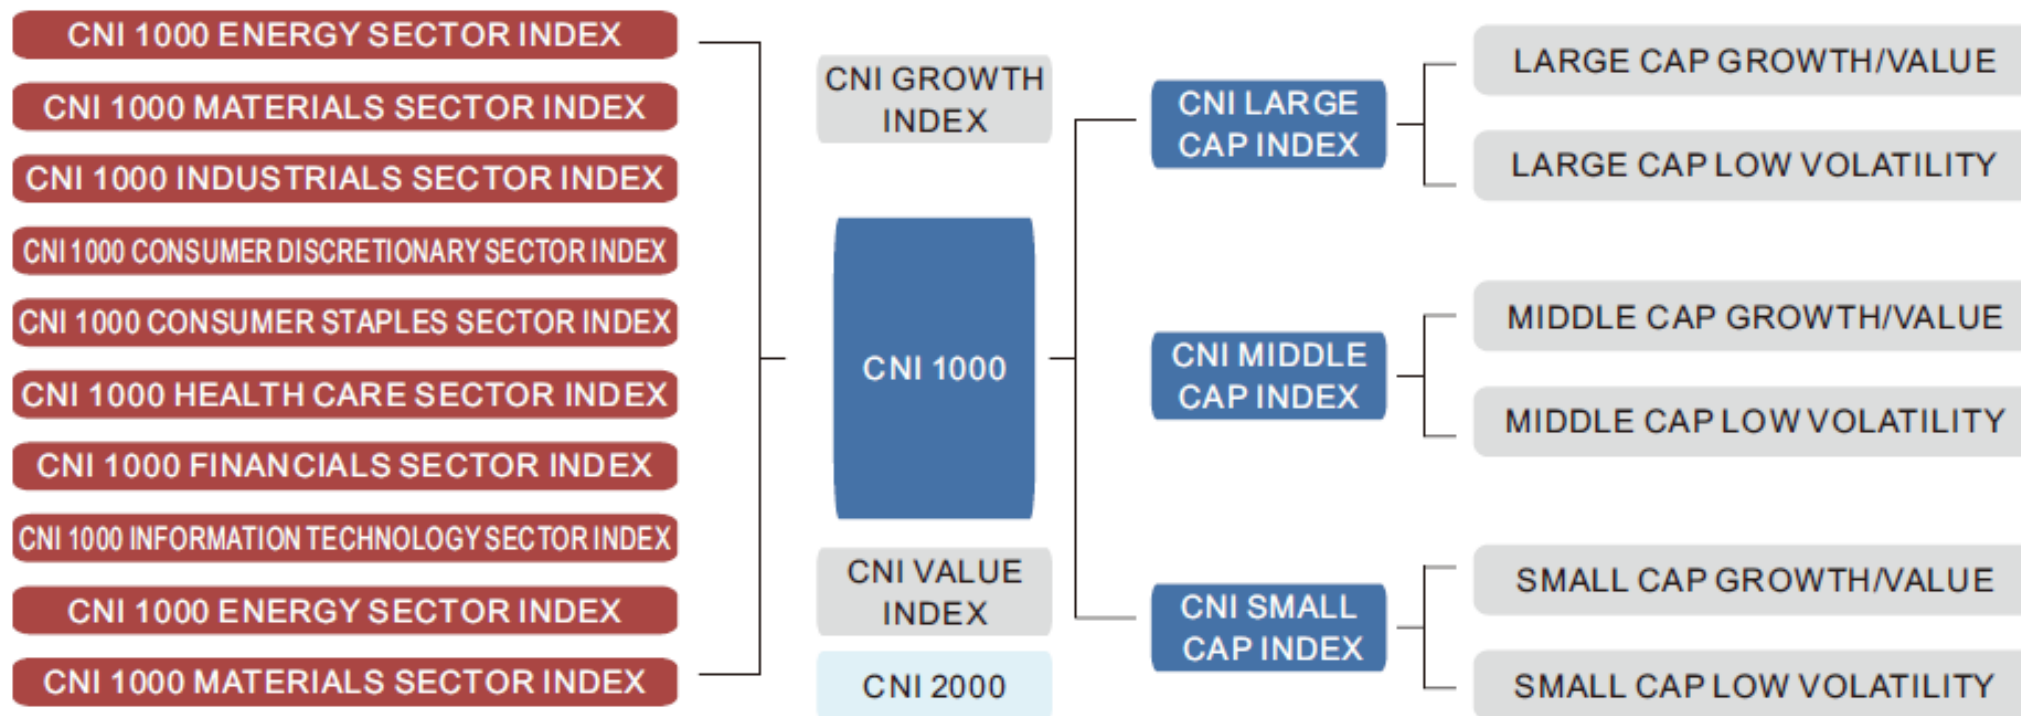 CNI 1000 ENERGY SECTOR INDEX
CNI 1000 MATERIALS SECTOR INDEX
CNI 1000 INDUSTRIALS SECTOR INDEX
CNI 1000 CONSUMER DISCRETIONARY SECTOR INDEX
CNI 1000 CONSUMER STAPLES SECTOR INDEX
CNI 1000 HEALTH CARE SECTOR INDEX
CNI 1000 FINANCIALS SECTOR INDEX
CNI 1000 INFORMATION TECHNOLOGY SECTOR INDEX
CNI 1000 ENERGY SECTOR INDEX
CNI 1000 MATERIALS SECTOR INDEX
CNI GROWTH
INDEX
CNI 1000
CNI VALUE
INDEX
CNI 2000
CNI LARGE
CAP INDEX
CNI MIDDLE
CAP INDEX
CNI SMALL
CAP INDEX
LARGE CAP GROWTH/VALUE
LARGE CAP LOW VOLATILITY
MIDDLE CAP GROWTH/VALUE
MIDDLE CAP LOW VOLATILITY
SMALL CAP GROWTH/VALUE
SMALL CAP LOW VOLATILITY